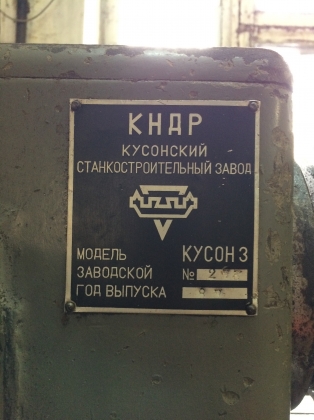 КНДР
КУСОНСКИЙ
СТАНКОСТРОИТЕЛЬНЫЙ ЗАВОД
МОДЕЛЬ КУСОН 3
ЗАВОДСКОЙ №
ГОД ВЫПУСКА